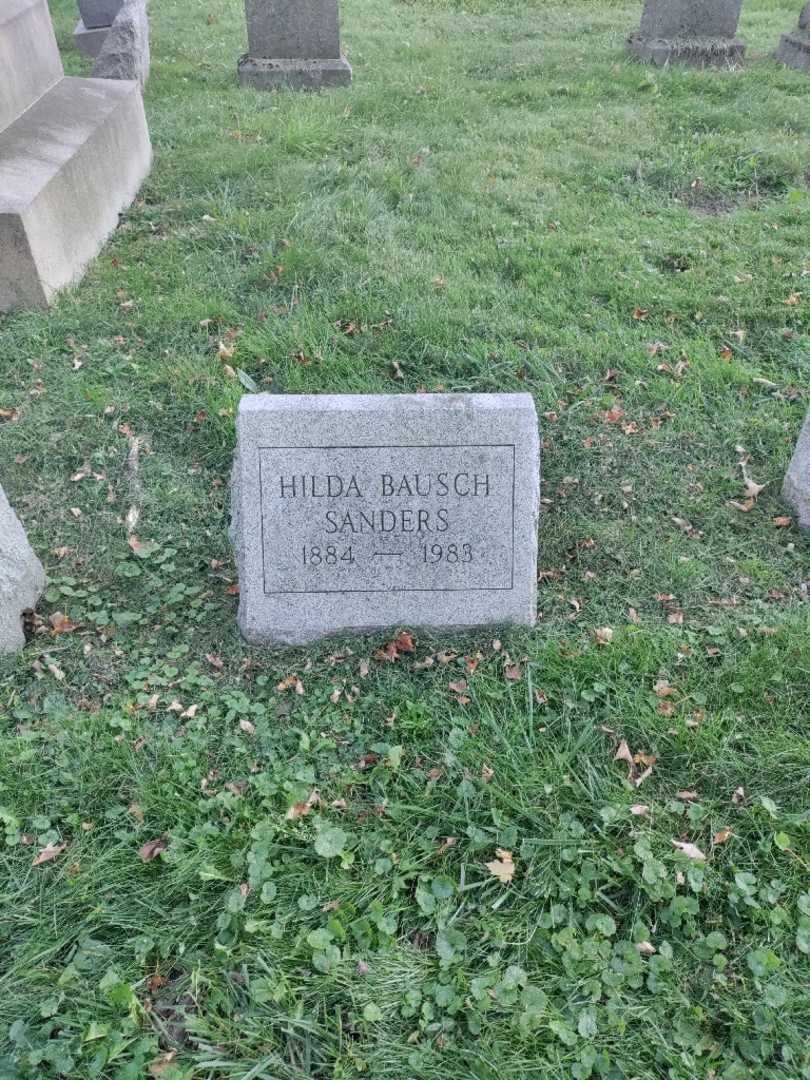 HILDA BAUSCH
SANDERS
1884 — 1983